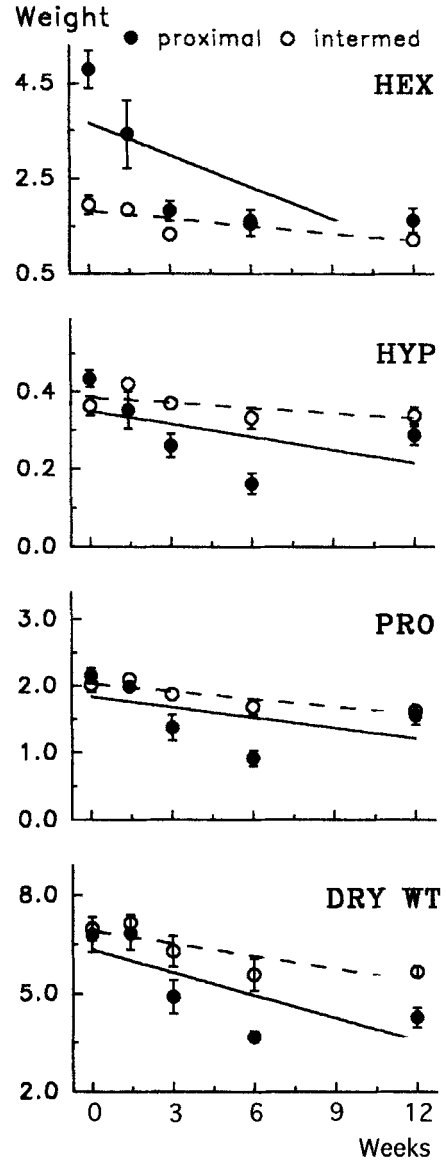 Weight
● proximal ○ intermed
HEX
4.5
2.5
0.5
HYP
0.4
0.2
0.0
PRO
3.0
2.0
1.0
0.0
DRY WT
8.0
5.0
2.0
0 3 6 9 12
Weeks